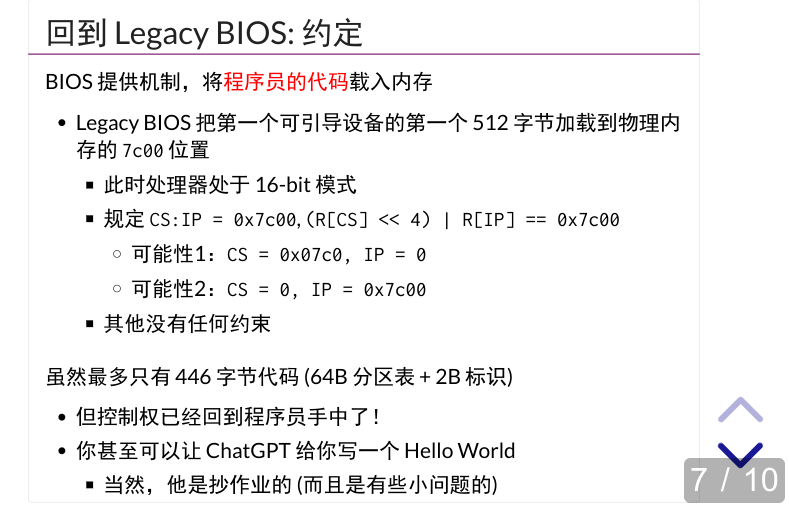 回到 Legacy BIOS: 约定
BIOS 提供机制，将程序员的代码载入内存
• Legacy BIOS 把第一个可引导设备的第一个 512 字节加载到物理内
存的 7c00 位置
▪ 此时处理器处于 16-bit 模式
▪ 规定 CS:IP = 0x7c00, (R[CS] << 4) | R[IP] == 0x7c00
○ 可能性1：CS = 0x07c0, IP = 0
○ 可能性2：CS = 0, IP = 0x7c00
▪ 其他没有任何约束
虽然最多只有 446 字节代码 (64B 分区表 + 2B 标识)
• 但控制权已经回到程序员手中了！
• 你甚至可以让 ChatGPT 给你写一个 Hello World
▪ 当然，他是抄作业的 (而且是有些小问题的)
7 / 10